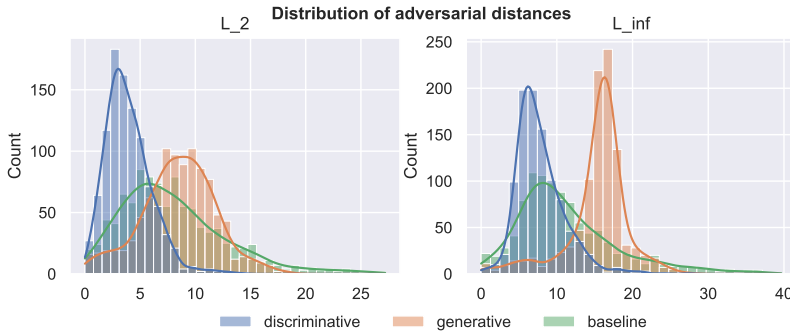 Distribution of adversarial distances
L_2
L_inf
Count
150
100
50
0
0 5 10 15 20 25
Count
250
200
150
100
50
0
0 10 20 30 40
discriminative generative baseline